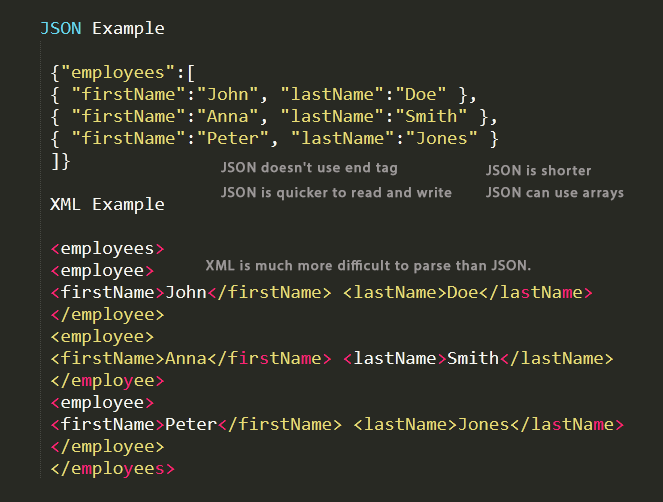 JSON Example
{"employees":[
{ "firstName":"John", "lastName":"Doe" },
{ "firstName":"Anna", "lastName":"Smith" },
{ "firstName":"Peter", "lastName":"Jones" }
]}
JSON doesn't use end tag
JSON is shorter
JSON is quicker to read and write
JSON can use arrays
XML Example
<employees>
<employee>
XML is much more difficult to parse than JSON.
<firstName>John</firstName> <lastName>Doe</lastName>
</employee>
<employee>
<firstName>Anna</firstName> <lastName>Smith</lastName>
</employee>
<employee>
<firstName>Peter</firstName> <lastName>Jones</lastName>
</employee>
</employees>